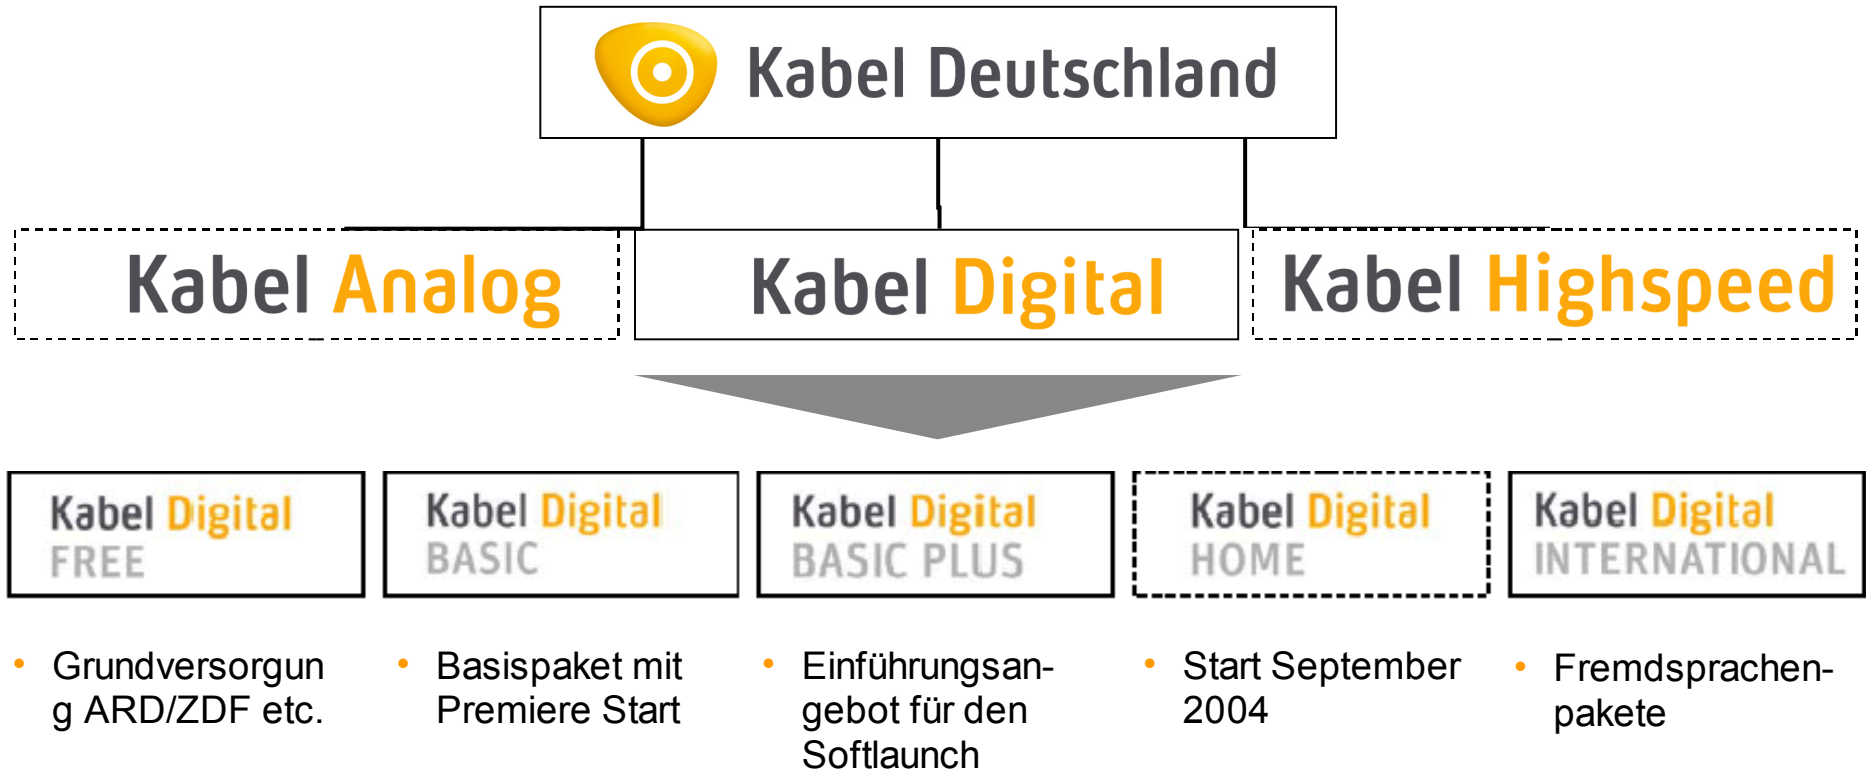 Kabel Deutschland
Kabel Analog
Kabel Digital
Kabel Highspeed
Kabel Digital
FREE
Kabel Digital
BASIC
Kabel Digital
BASIC PLUS
Kabel Digital
HOME
Kabel Digital
INTERNATIONAL
• Grundversorgun
g ARD/ZDF etc.
• Basispaket mit
Premiere Start
• Einführungsan-
gebot für den
Softlaunch
• Start September
2004
• Fremdsprachen-
pakete